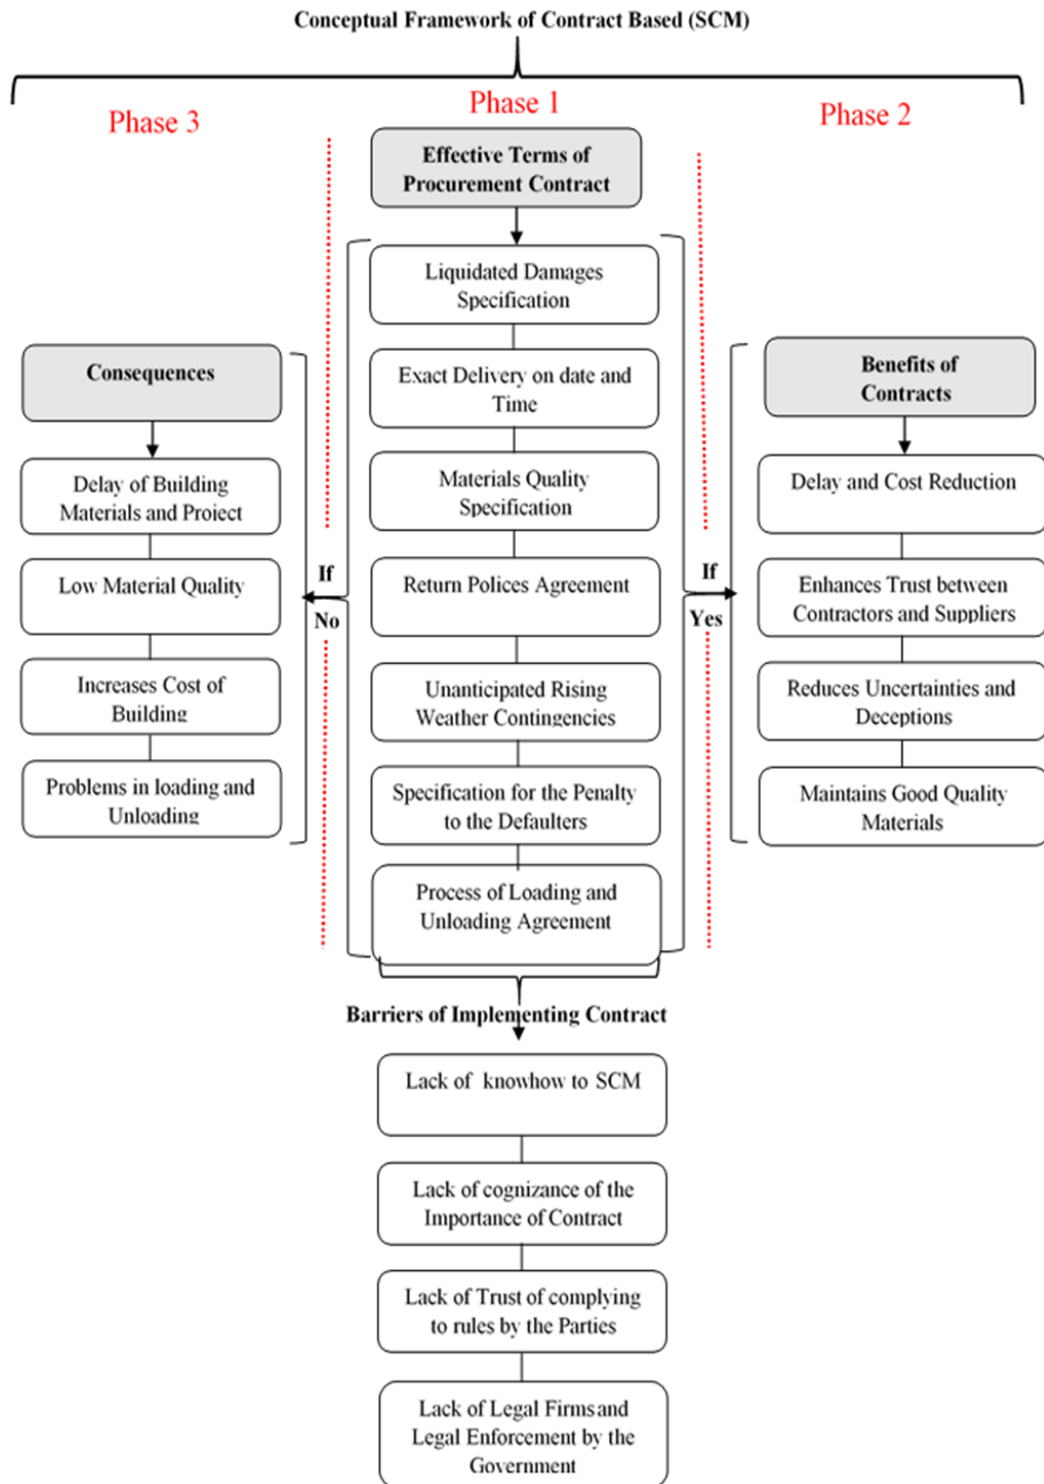 Conceptual Framework of Contract Based (SCM)
Phase 3
Phase 1
Phase 2
Effective Terms of
Procurement Contract
Liquidated Damages
Specification
Exact Delivery on date and
Time
Materials Quality
Specification
Return Polices Agreement
Unanticipated Rising
Weather Contingencies
Specification for the Penalty
to the Defaulters
Process of Loading and
Unloading Agreement
If
No
Consequences
Delay of Building
Materials and Project
Low Material Quality
Increases Cost of
Building
Problems in loading and
Unloading
If
Yes
Benefits of
Contracts
Delay and Cost Reduction
Enhances Trust between
Contractors and Suppliers
Reduces Uncertainties and
Deceptions
Maintains Good Quality
Materials
Barriers of Implementing Contract
Lack of knowhow to SCM
Lack of cognizance of the
Importance of Contract
Lack of Trust of complying
to rules by the Parties
Lack of Legal Firms and
Legal Enforcement by the
Government